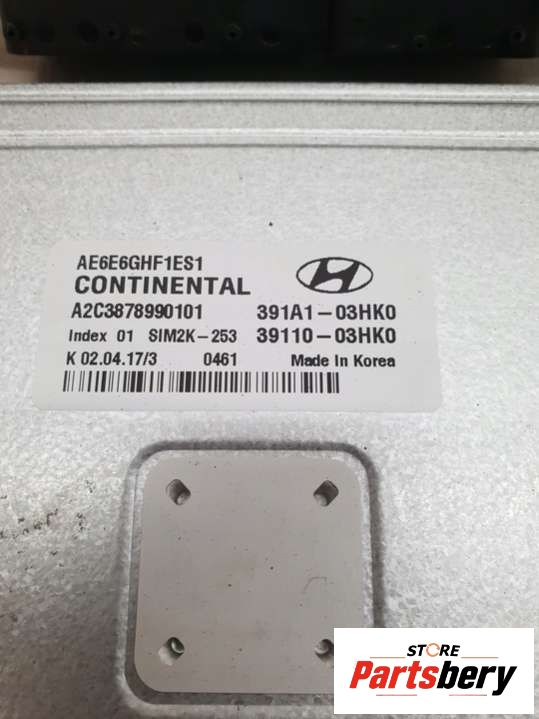 AE6E6GHF1ES1
CONTINENTAL
A2C3878990101 391A1-03HK0
Index 01 SIM2K-253 39110-03HK0
K 02.04.17/3 0461 Made In Korea
STORE
Partsbery